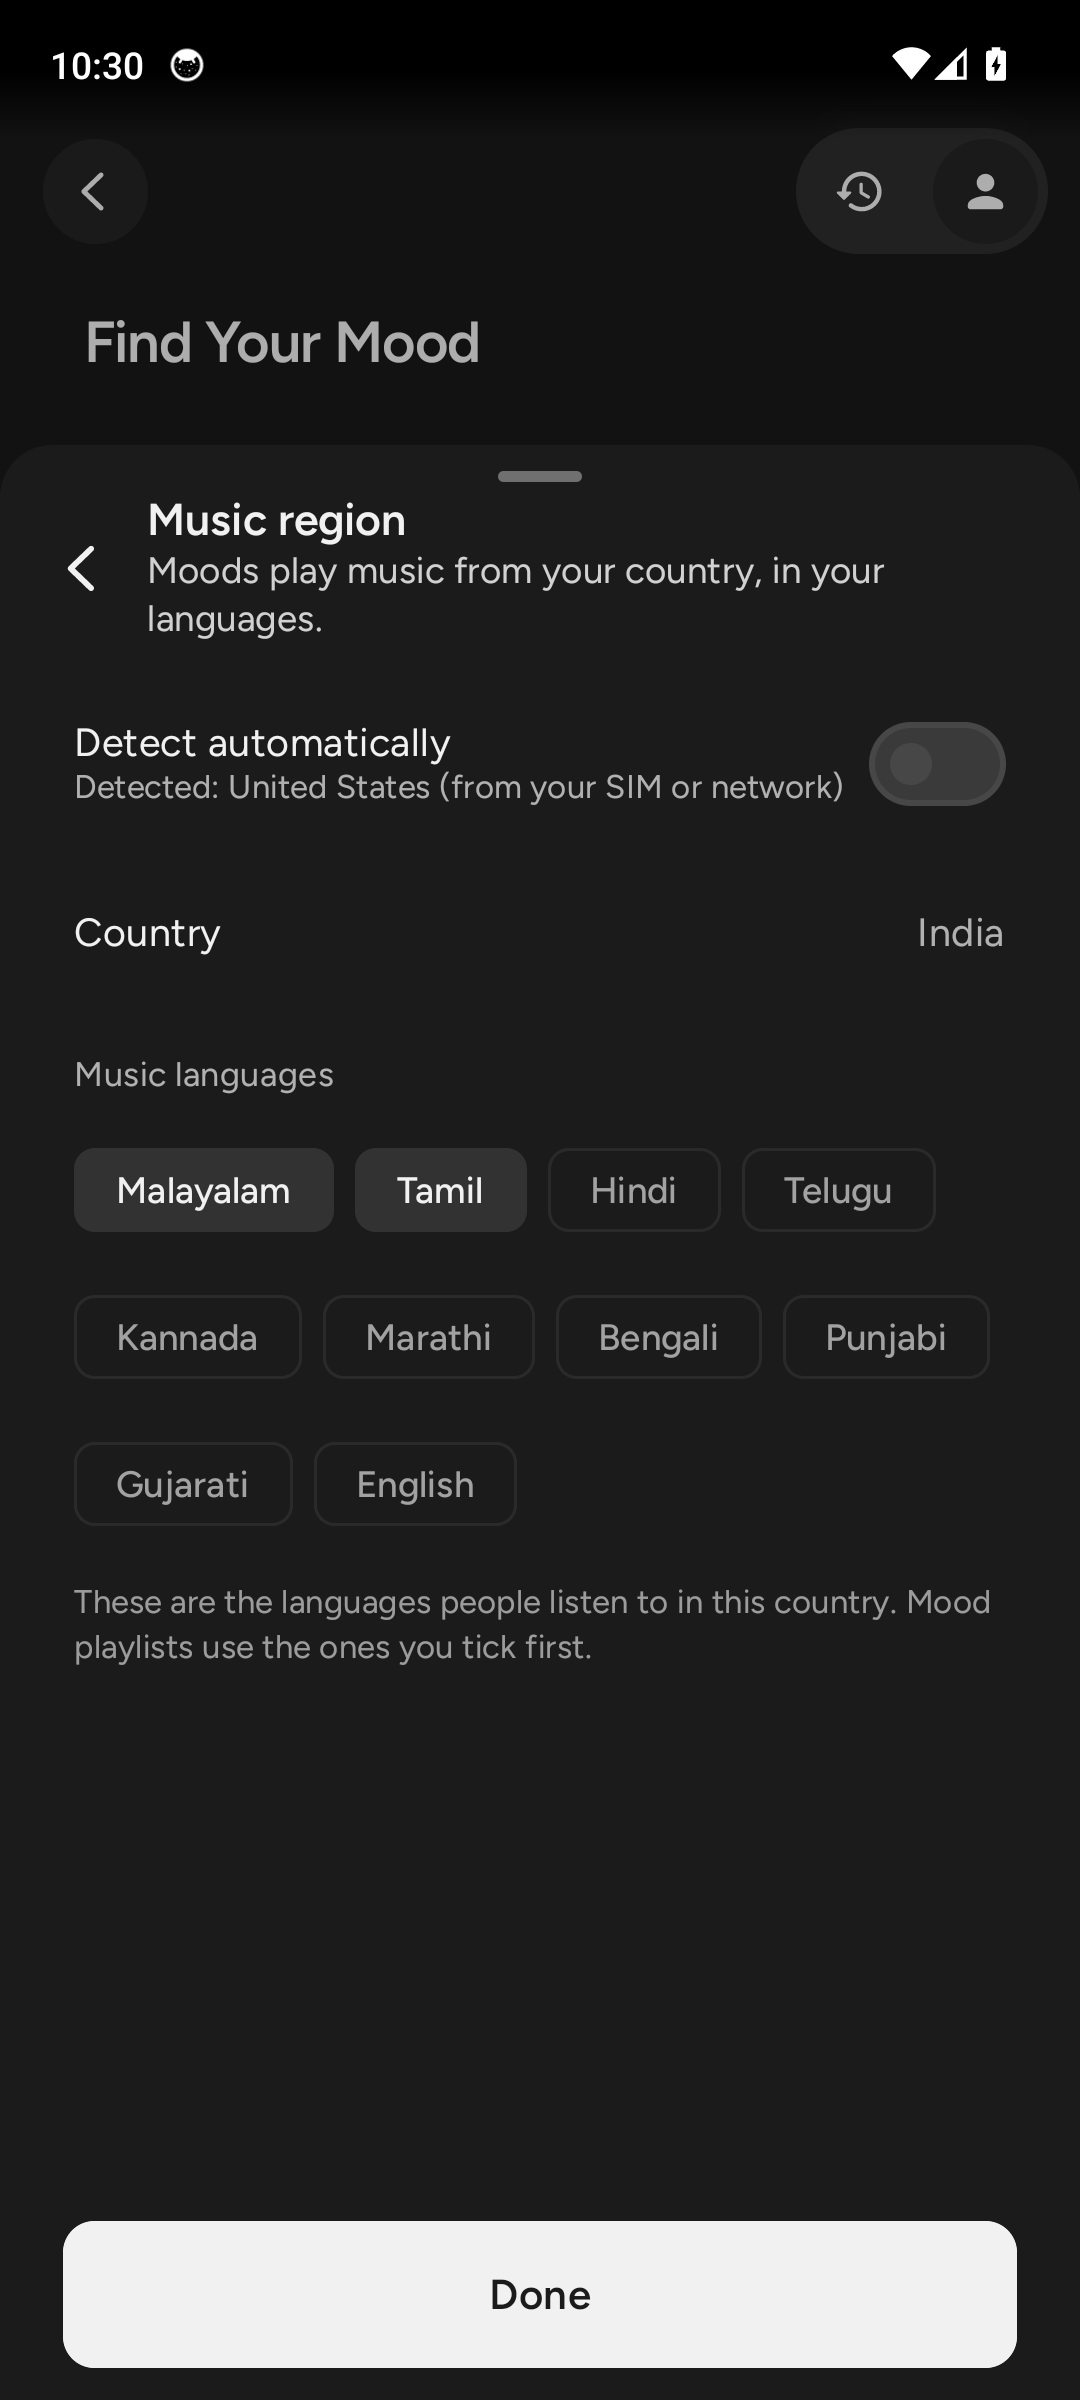 10:30
Find Your Mood
Music region
Moods play music from your country, in your
languages.
Detect automatically
Detected: United States (from your SIM or network)
Country India
Music languages
Malayalam Tamil Hindi Telugu
Kannada Marathi Bengali Punjabi
Gujarati English
These are the languages people listen to in this country. Mood
playlists use the ones you tick first.
Done